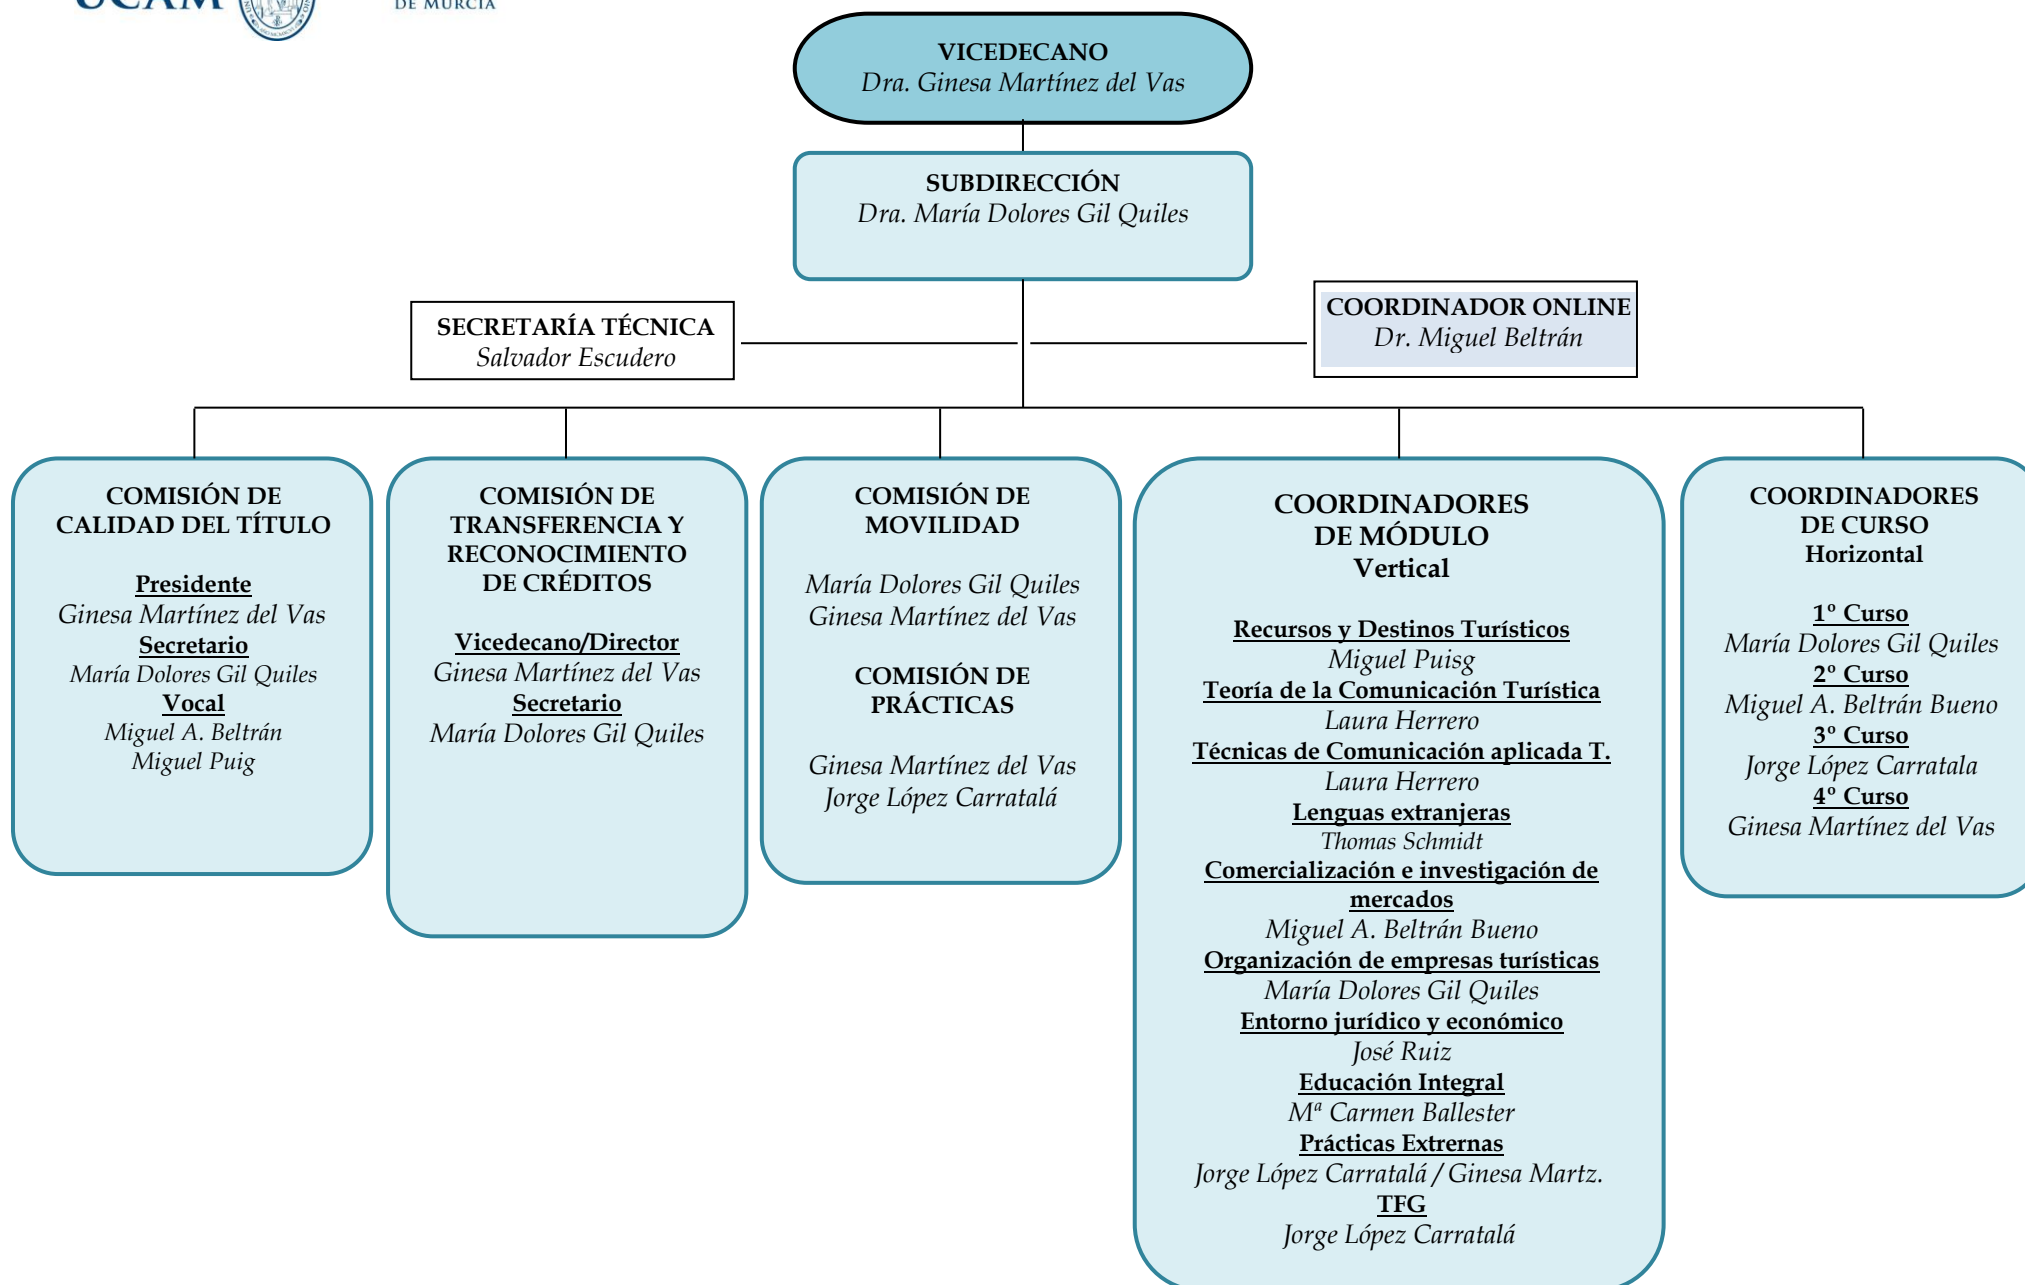 UCAM
DE MURCIA
VICEDECANO
Dra. Ginesa Martínez del Vas
SUBDIRECCIÓN
Dra. María Dolores Gil Quiles
SECRETARÍA TÉCNICA
Salvador Escudero
COORDINADOR ONLINE
Dr. Miguel Beltrán
COMISIÓN DE
CALIDAD DEL TÍTULO
Presidente
Ginesa Martínez del Vas
Secretario
María Dolores Gil Quiles
Vocal
Miguel A. Beltrán
Miguel Puig
COMISIÓN DE
TRANSFERENCIA Y
RECONOCIMIENTO
DE CRÉDITOS
Vicedecano/Director
Ginesa Martínez del Vas
Secretario
María Dolores Gil Quiles
COMISIÓN DE
MOVILIDAD
María Dolores Gil Quiles
Ginesa Martínez del Vas
COMISIÓN DE
PRÁCTICAS
Ginesa Martínez del Vas
Jorge López Carratalá
COORDINADORES
DE MÓDULO
Vertical
Recursos y Destinos Turísticos
Miguel Puisg
Teoría de la Comunicación Turística
Laura Herrero
Técnicas de Comunicación aplicada T.
Laura Herrero
Lenguas extranjeras
Thomas Schmidt
Comercialización e investigación de
mercados
Miguel A. Beltrán Bueno
Organización de empresas turísticas
María Dolores Gil Quiles
Entorno jurídico y económico
José Ruiz
Educación Integral
Mª Carmen Ballester
Prácticas Extrernas
Jorge López Carratalá / Ginesa Martz.
TFG
Jorge López Carratalá
COORDINADORES
DE CURSO
Horizontal
1º Curso
María Dolores Gil Quiles
2º Curso
Miguel A. Beltrán Bueno
3º Curso
Jorge López Carratala
4º Curso
Ginesa Martínez del Vas